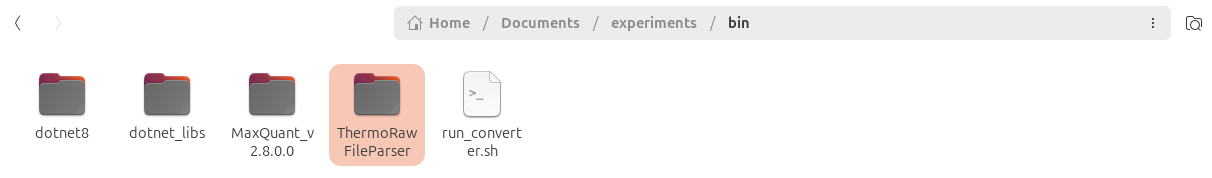 Home / Documents / experiments / bin
dotnet8
dotnet_libs
MaxQuant_v
2.8.0.0
ThermoRaw
FileParser
>_
run_convert
er.sh